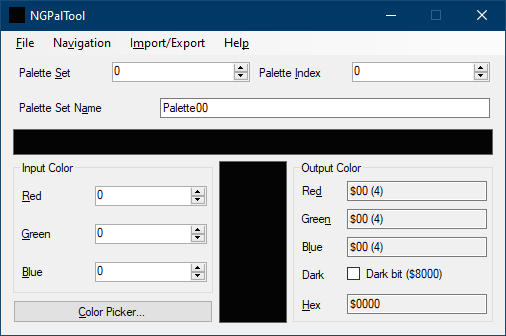 NGPalTool
File Navigation Import/Export Help
Palette Set 0 Palette Index 0
Palette Set Name Palette00
Input Color Output Color
Red 0 Red $00 (4)
Green 0 Green $00 (4)
Blue 0 Blue $00 (4)
Dark Dark bit ($8000)
Color Picker... Hex $0000